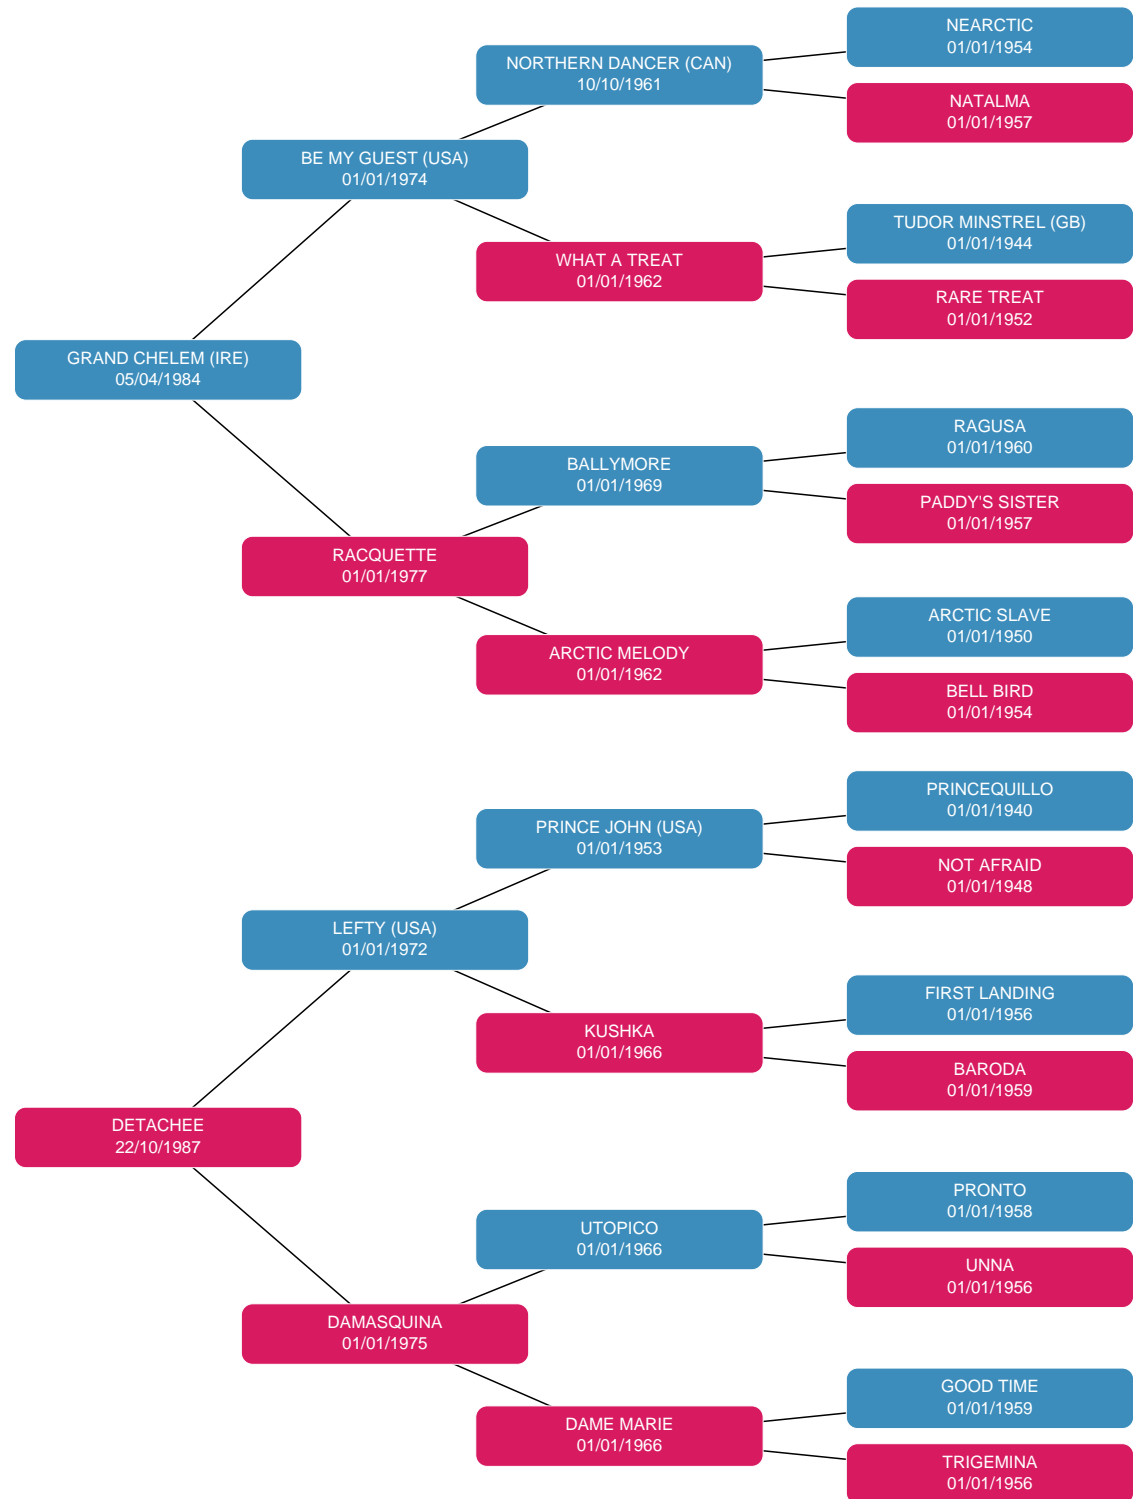 NEARCTIC
01/01/1954
NORTHERN DANCER (CAN)
10/10/1961
NATALMA
01/01/1957
BE MY GUEST (USA)
01/01/1974
TUDOR MINSTREL (GB)
01/01/1944
WHAT A TREAT
01/01/1962
RARE TREAT
01/01/1952
GRAND CHELEM (IRE)
05/04/1984
RAGUSA
01/01/1960
BALLYMORE
01/01/1969
PADDY'S SISTER
01/01/1957
RACQUETTE
01/01/1977
ARCTIC SLAVE
01/01/1950
ARCTIC MELODY
01/01/1962
BELL BIRD
01/01/1954
PRINCEQUILLO
01/01/1940
PRINCE JOHN (USA)
01/01/1953
NOT AFRAID
01/01/1948
LEFTY (USA)
01/01/1972
FIRST LANDING
01/01/1956
KUSHKA
01/01/1966
BARODA
01/01/1959
DETACHEE
22/10/1987
PRONTO
01/01/1958
UTOPICO
01/01/1966
UNNA
01/01/1956
DAMASQUINA
01/01/1975
GOOD TIME
01/01/1959
DAME MARIE
01/01/1966
TRIGEMINA
01/01/1956